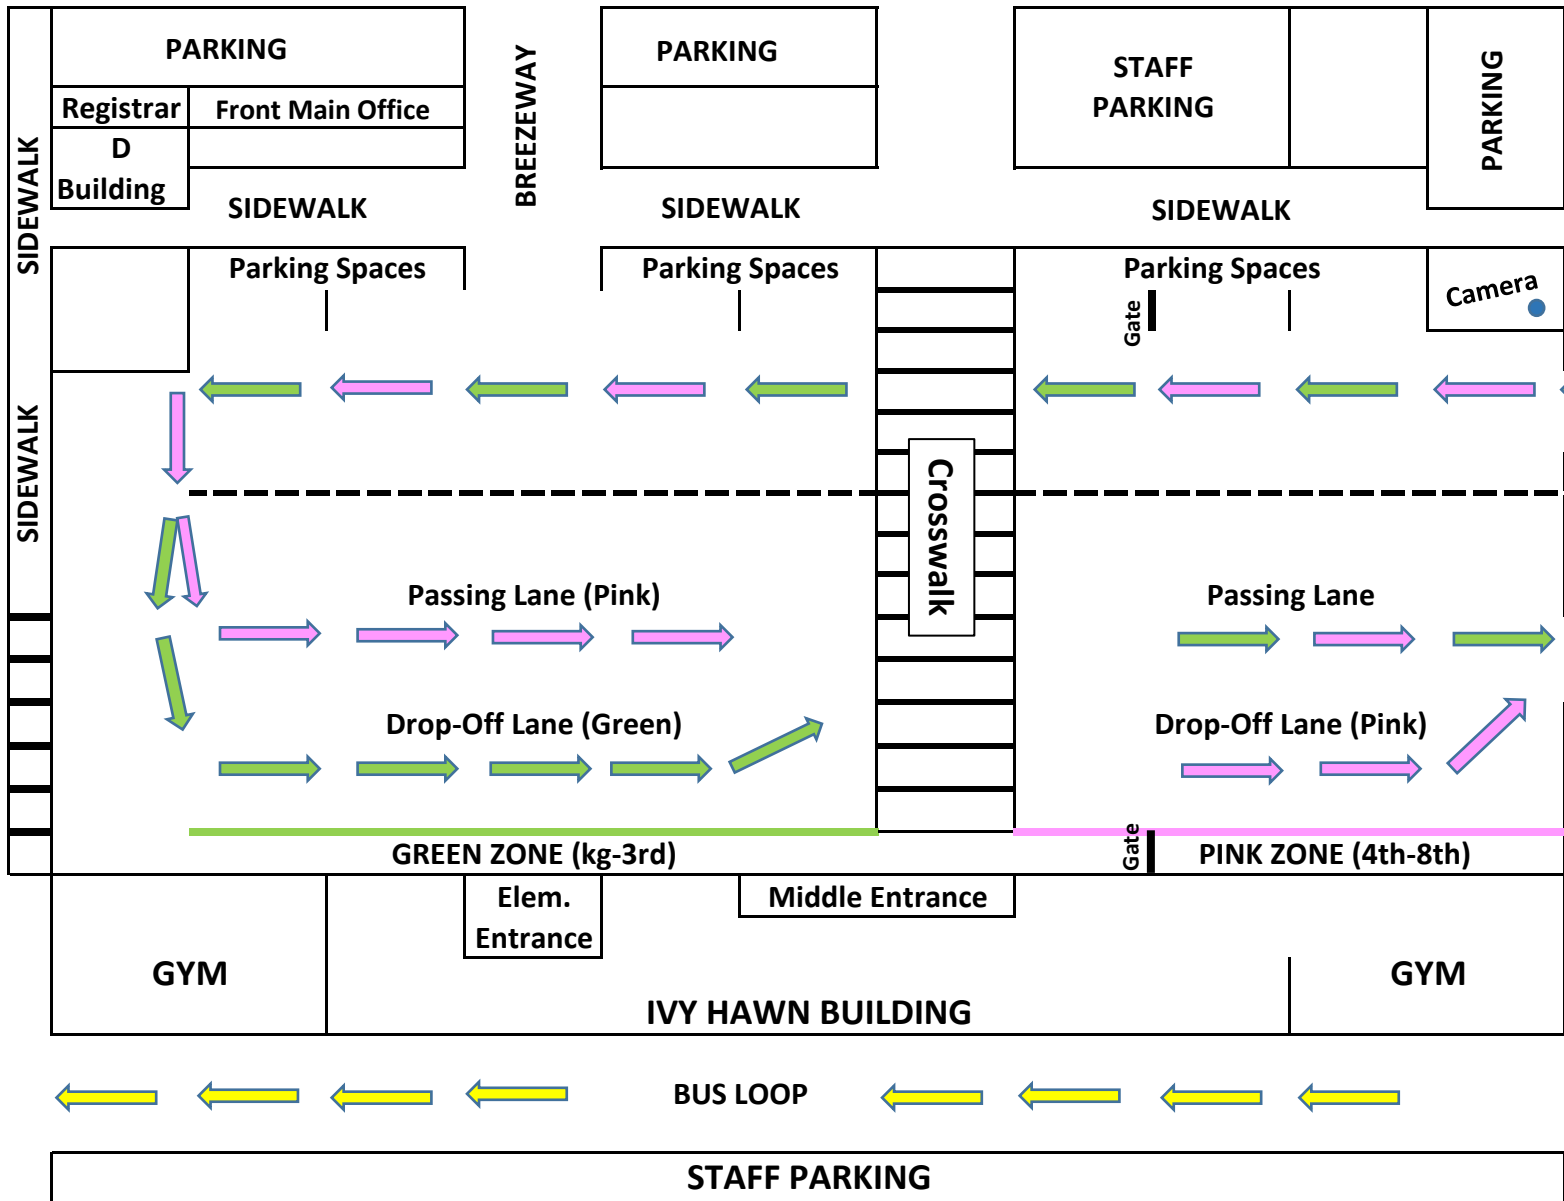 PARKING
PARKING
STAFF
PARKING
PARKING
BREEZEWAY
Registrar
Front Main Office
D
Building
SIDEWALK
SIDEWALK
SIDEWALK
SIDEWALK
Parking Spaces
Parking Spaces
Parking Spaces
Camera
Gate
SIDEWALK
Crosswalk
Passing Lane (Pink)
Passing Lane
Drop-Off Lane (Green)
Drop-Off Lane (Pink)
GREEN ZONE (kg-3rd)
Gate
PINK ZONE (4th-8th)
Elem.
Entrance
Middle Entrance
GYM
GYM
IVY HAWN BUILDING
BUS LOOP
STAFF PARKING